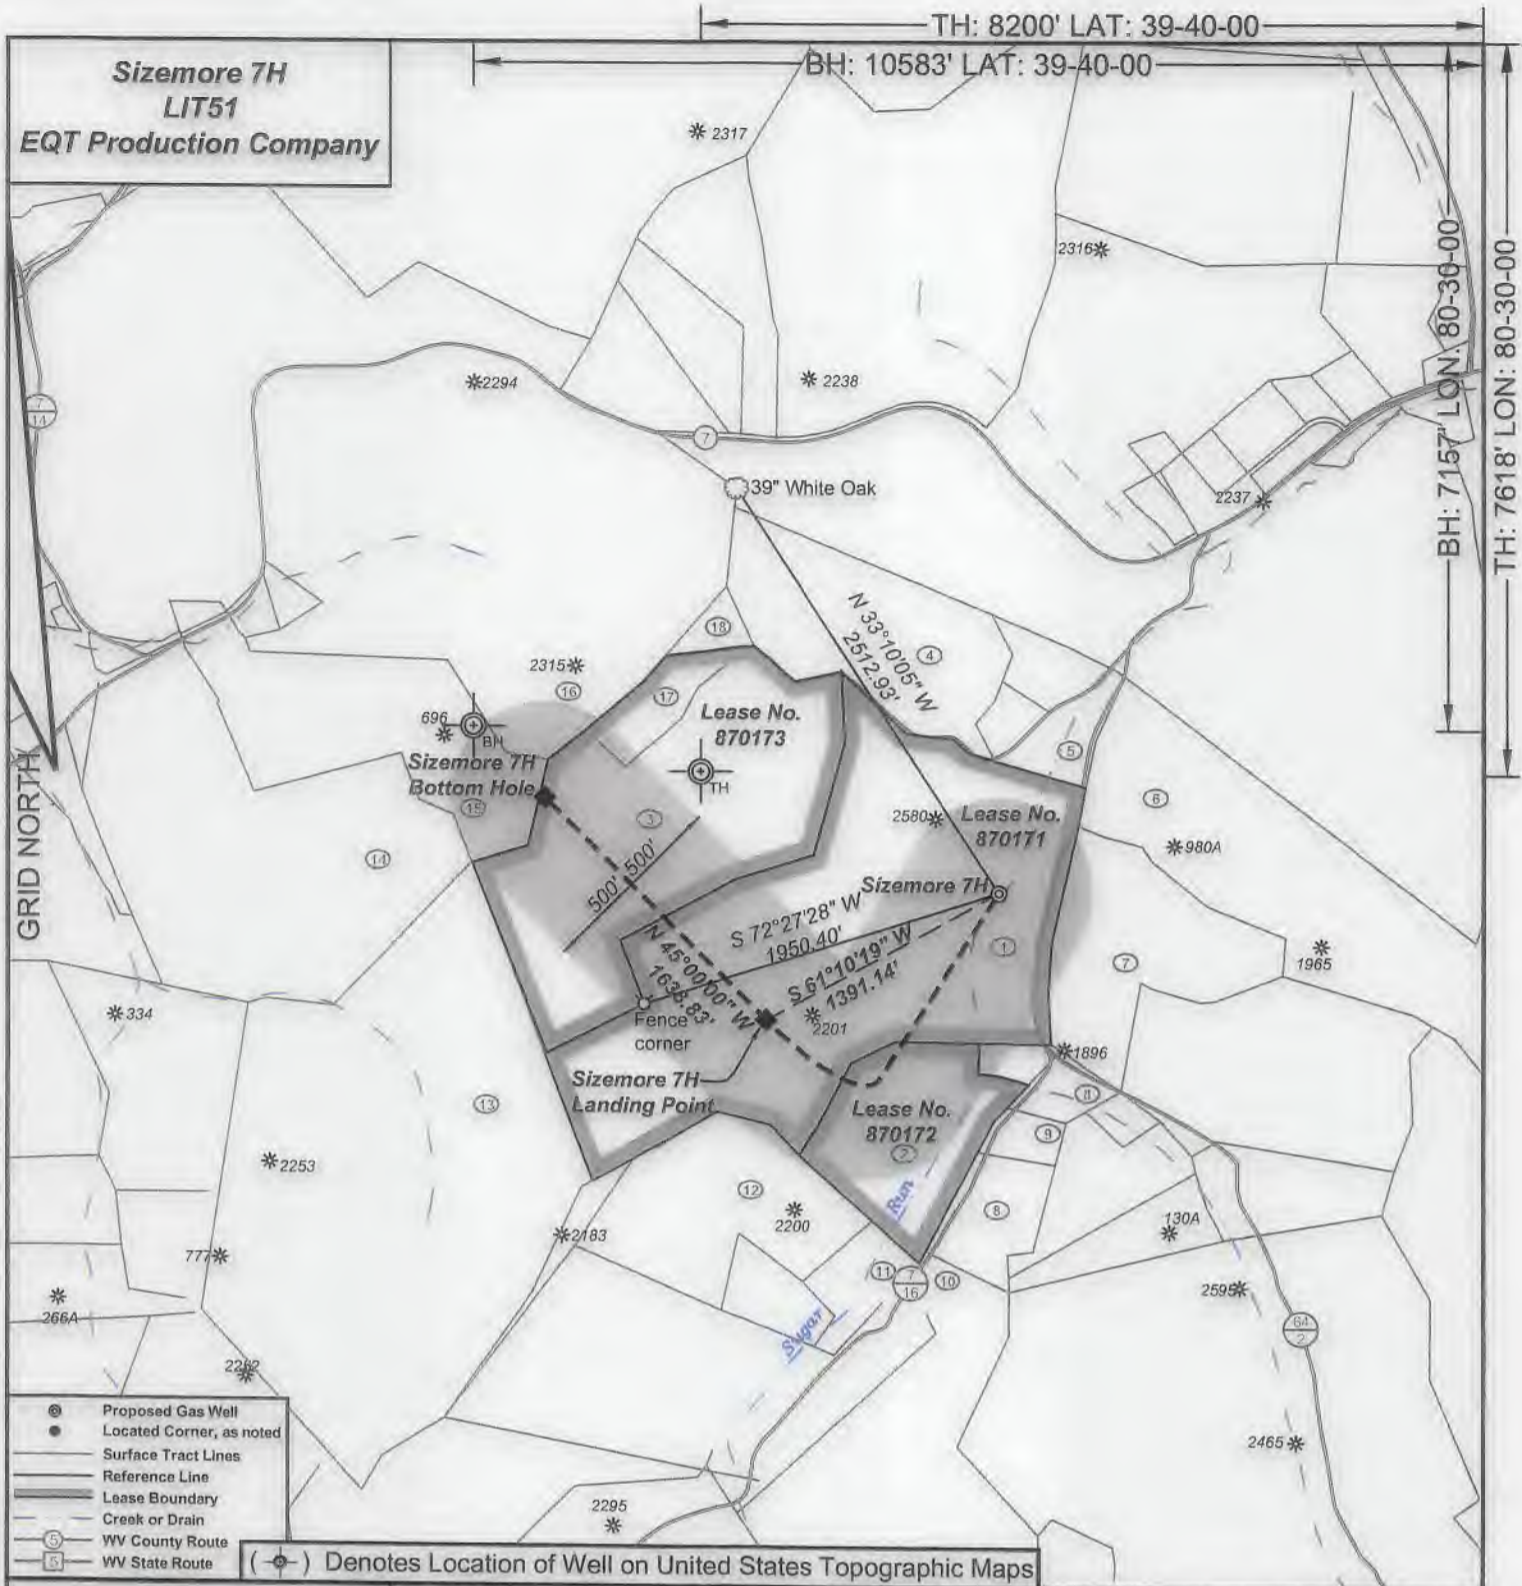 TH: 8200' LAT: 39-40-00
BH: 10583' LAT: 39-40-00
Sizemore 7H
LIT51
EQT Production Company
BH: 7157' LON: 80-30-00
TH: 7618' LON: 80-30-00
2317
2316
2294
2238
7
14
7
39" White Oak
2237
N 33°10'05" W
2512.93'
4
18
2315
16
17
Lease No.
870173
696
BH
TH
5
Sizemore 7H
Bottom Hole
15
3
6
2580
Lease No.
870171
980A
14
500' 500'
Sizemore 7H
GRID NORTH
S 72°27'28" W
1950.40'
S 61°10'19" W
1391.14'
N 45°00'00" W
1638.83'
1
7
1965
334
2201
Fence
corner
1896
Sizemore 7H
Landing Point
13
8
Lease No.
870172
2
9
2253
12
Run
8
2200
130A
2183
777
11
7
16
10
2595
266A
Sugar
64
2
2262
2465
2295
Proposed Gas Well
Located Corner, as noted
Surface Tract Lines
Reference Line
Lease Boundary
Creek or Drain
5 WV County Route
5 WV State Route
( ) Denotes Location of Well on United States Topographic Maps